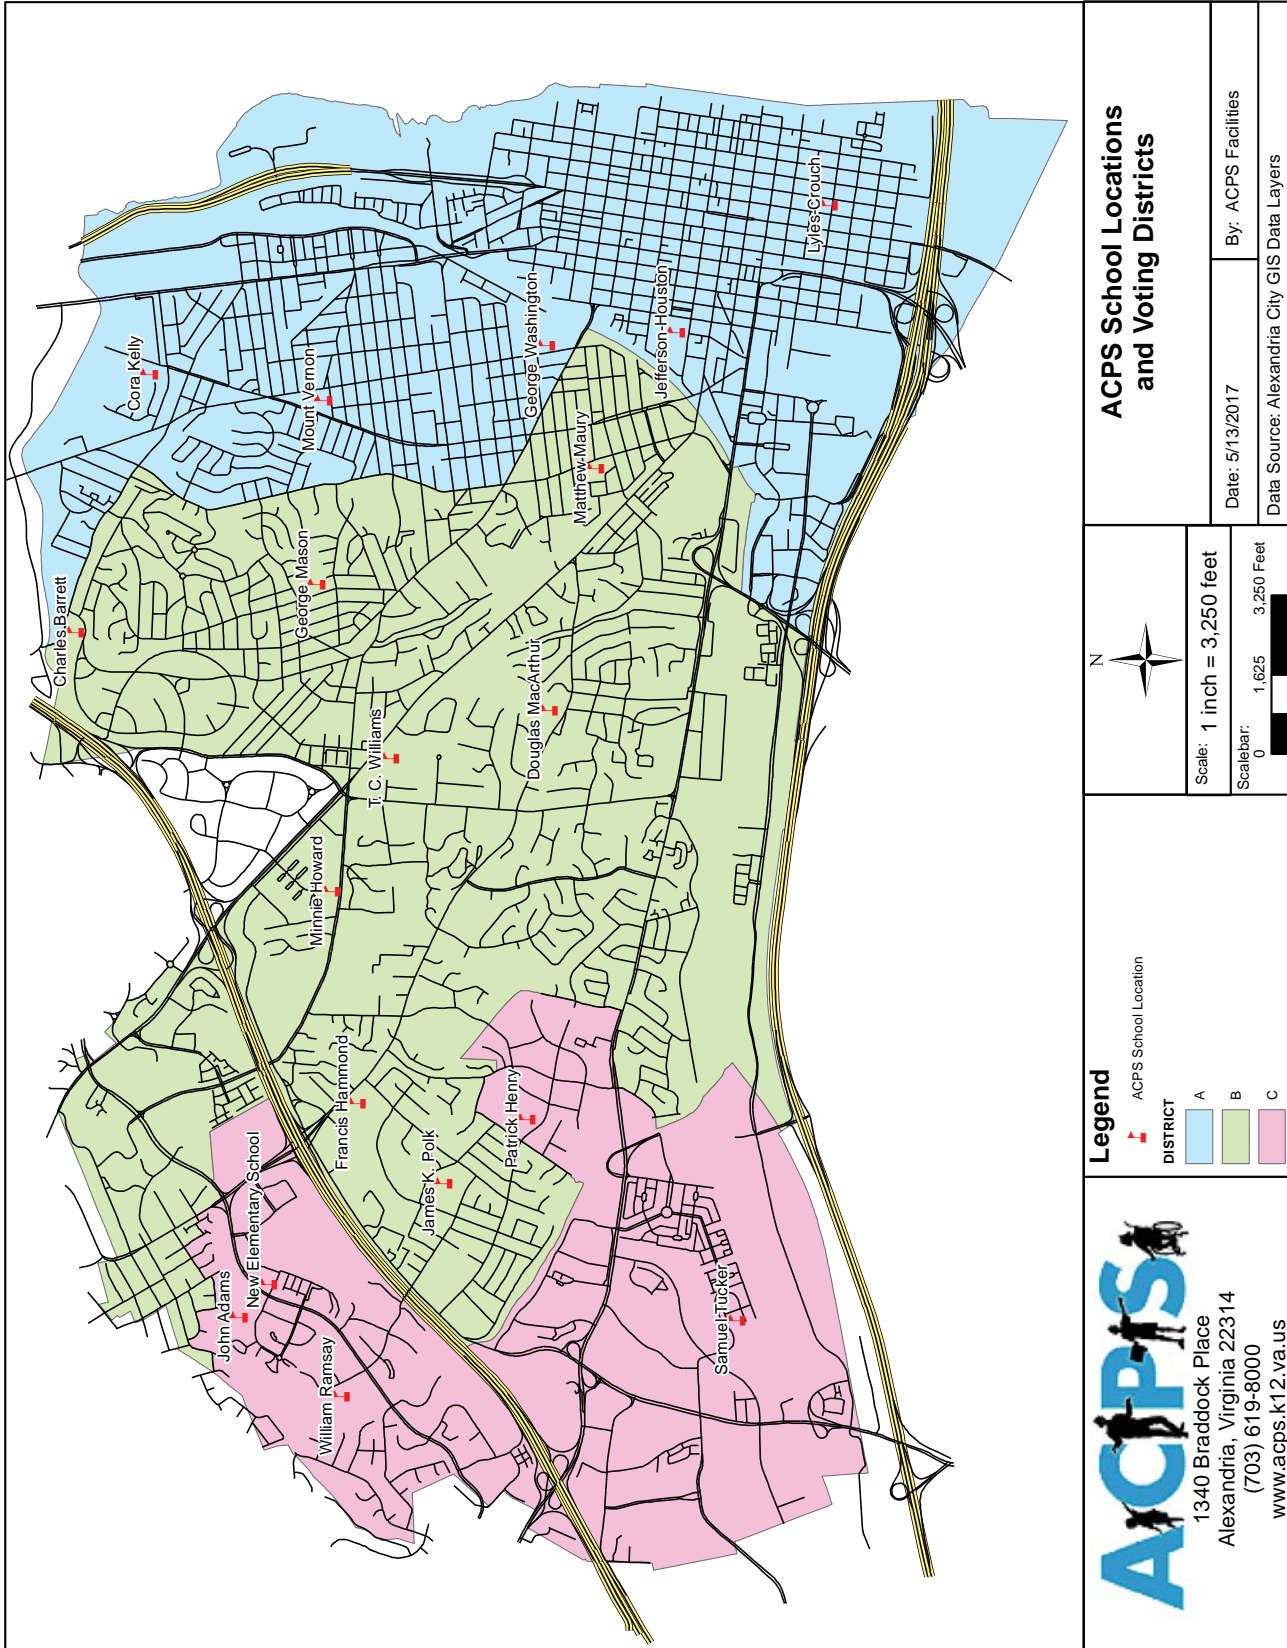 Charles Barrett
Cora Kelly
Mount Vernon
George Mason
T. C. Williams
Minnie Howard
George Washington
Matthew Maury
Jefferson-Houston
Lyles-Crouch
Douglas MacArthur
Francis Hammond
James K. Polk
Patrick Henry
New Elementary School
John Adams
William Ramsay
Samuel Tucker
ACPS
1340 Braddock Place
Alexandria, Virginia 22314
(703) 619-8000
www.acps.k12.va.us
Legend
ACPS School Location
DISTRICT
A
B
C
N
Scale: 1 inch = 3,250 feet
Scalebar:
0 1,625 3,250 Feet
ACPS School Locations
and Voting Districts
Date: 5/13/2017
By: ACPS Facilities
Data Source: Alexandria City GIS Data Layers